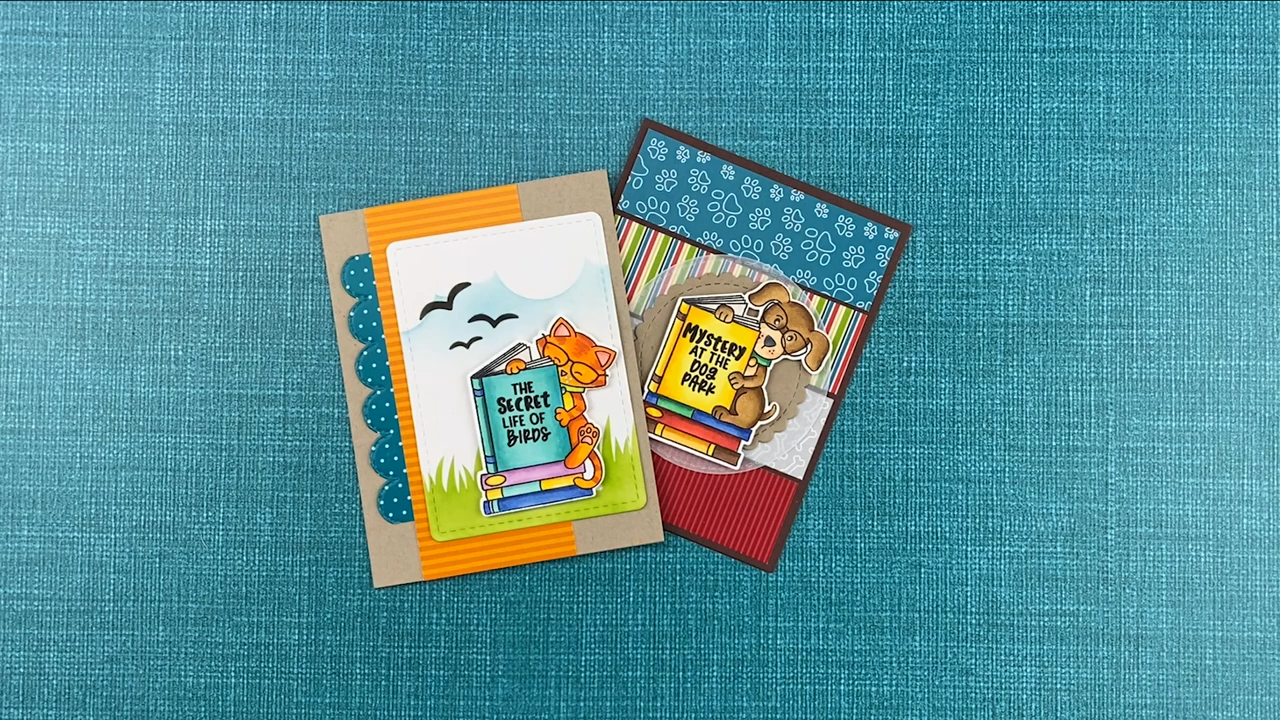 THE
SECRET
LIFE OF
BIRDS
MYSTERY
AT THE
DOG
PARK